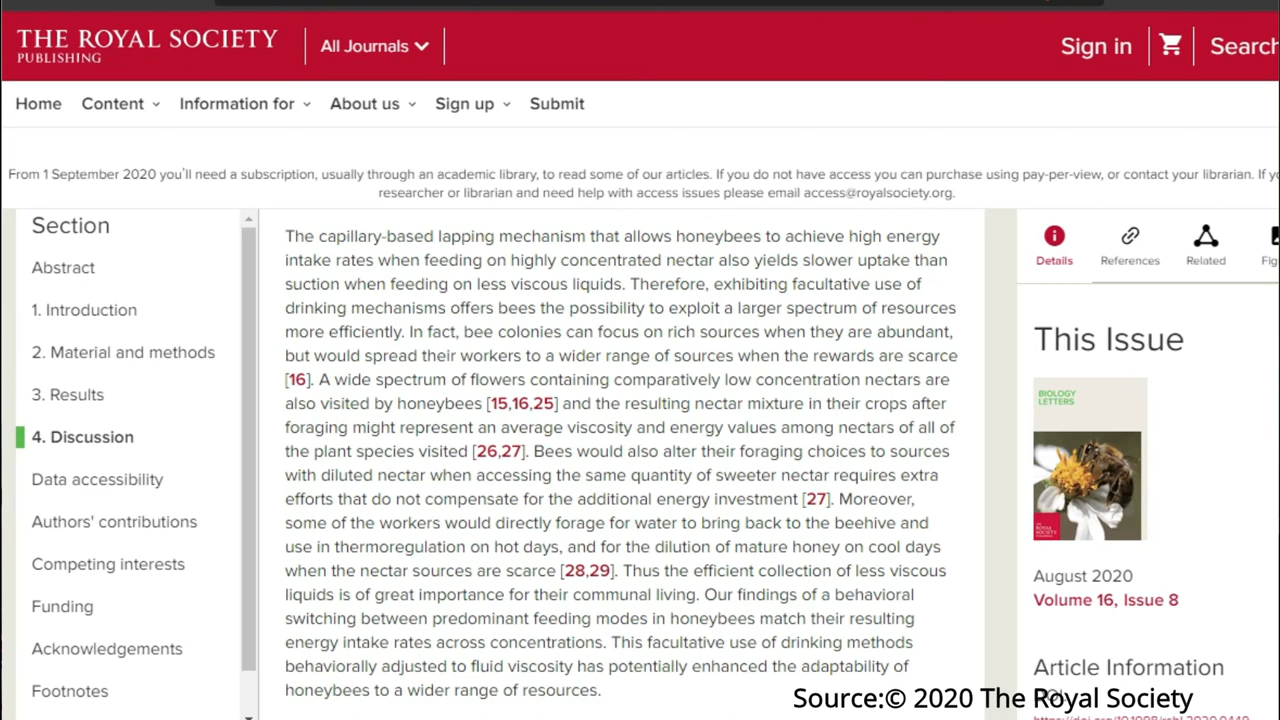 THE ROYAL SOCIETY
PUBLISHING
All Journals
Sign in
Search
Home Content Information for About us Sign up Submit
From 1 September 2020 you'll need a subscription, usually through an academic library, to read some of our articles. If you do not have access you can purchase using pay-per-view, or contact your librarian. If
researcher or librarian and need help with access issues please email access@royalsociety.org.
Section
Abstract
1. Introduction
2. Material and methods
3. Results
4. Discussion
Data accessibility
Authors' contributions
Competing interests
Funding
Acknowledgements
Footnotes
The capillary-based lapping mechanism that allows honeybees to achieve high energy
intake rates when feeding on highly concentrated nectar also yields slower uptake than
suction when feeding on less viscous liquids. Therefore, exhibiting facultative use of
drinking mechanisms offers bees the possibility to exploit a larger spectrum of resources
more efficiently. In fact, bee colonies can focus on rich sources when they are abundant,
but would spread their workers to a wider range of sources when the rewards are scarce
[16]. A wide spectrum of flowers containing comparatively low concentration nectars are
also visited by honeybees [15,16,25] and the resulting nectar mixture in their crops after
foraging might represent an average viscosity and energy values among nectars of all of
the plant species visited [26,27]. Bees would also alter their foraging choices to sources
with diluted nectar when accessing the same quantity of sweeter nectar requires extra
efforts that do not compensate for the additional energy investment [27]. Moreover,
some of the workers would directly forage for water to bring back to the beehive and
use in thermoregulation on hot days, and for the dilution of mature honey on cool days
when the nectar sources are scarce [28,29]. Thus the efficient collection of less viscous
liquids is of great importance for their communal living. Our findings of a behavioral
switching between predominant feeding modes in honeybees match their resulting
energy intake rates across concentrations. This facultative use of drinking methods
behaviorally adjusted to fluid viscosity has potentially enhanced the adaptability of
honeybees to a wider range of resources.
Details References Related
This Issue
BIOLOGY
LETTERS
THE
ROYAL
SOCIETY
August 2020
Volume 16, Issue 8
Article Information
Source:© 2020 The Royal Society